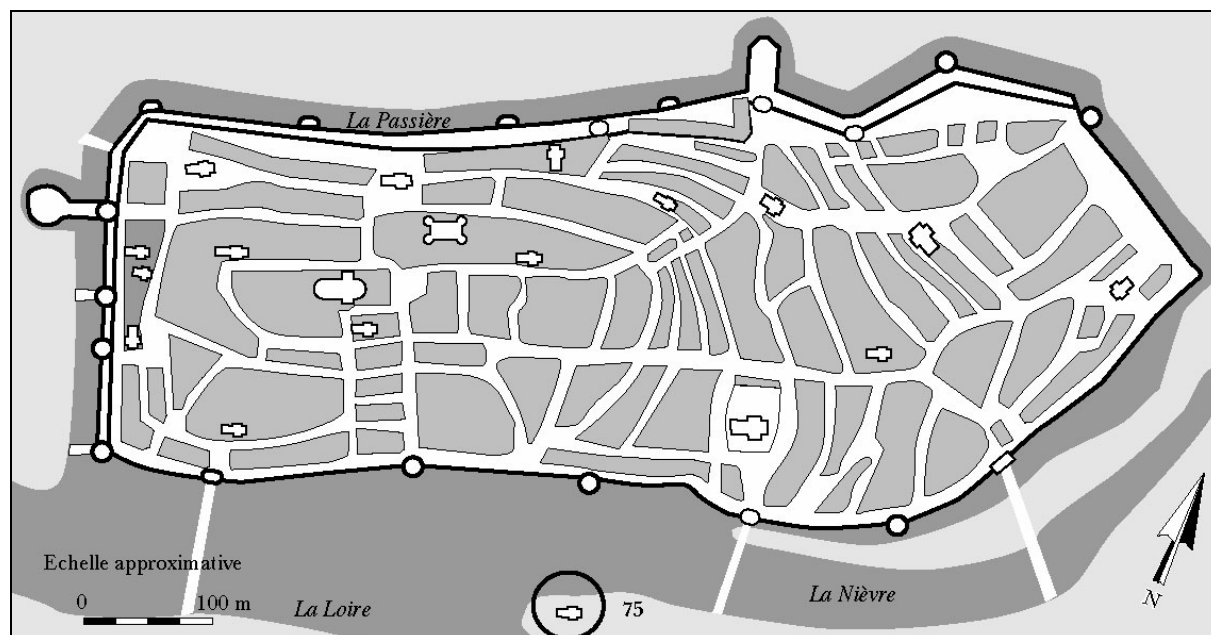 La Passière
Echelle approximative
0 100 m
La Loire
75
La Nièvre
N